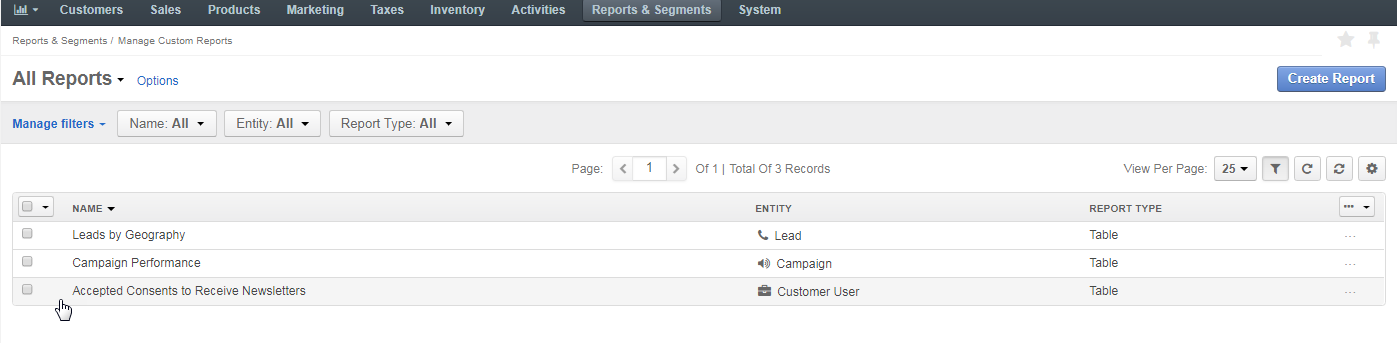 Customers Sales Products Marketing Taxes Inventory Activities Reports & Segments System
Reports & Segments / Manage Custom Reports
All Reports Options Create Report
Manage filters Name: All Entity: All Report Type: All
Page: 1 Of 1 | Total Of 3 Records View Per Page: 25
NAME ENTITY REPORT TYPE
Leads by Geography Lead Table
Campaign Performance Campaign Table
Accepted Consents to Receive Newsletters Customer User Table